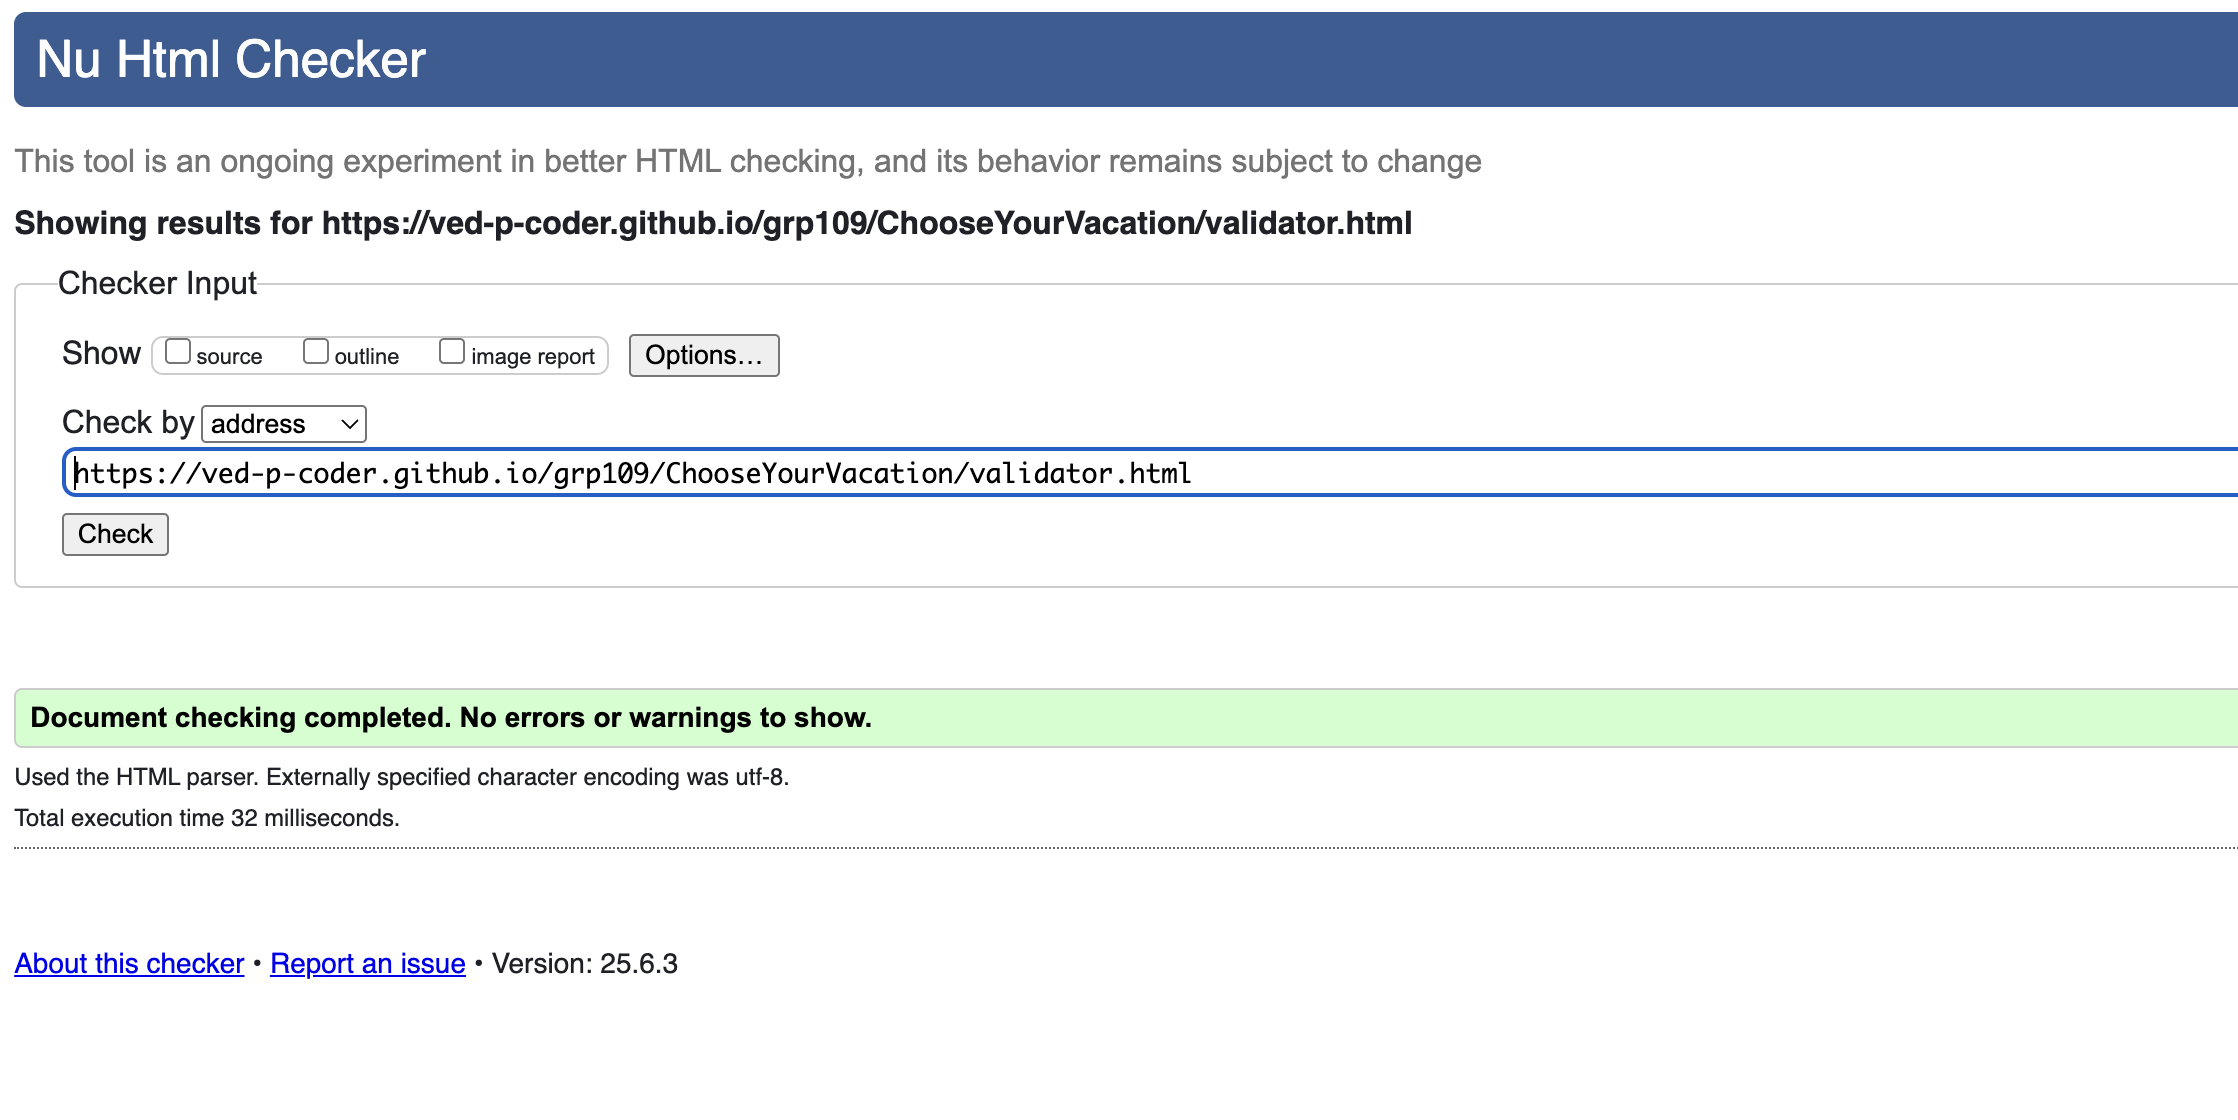 Nu Html Checker
This tool is an ongoing experiment in better HTML checking, and its behavior remains subject to change
Showing results for https://ved-p-coder.github.io/grp109/ChooseYourVacation/validator.html
Checker Input
Show source outline image report Options…
Check by address
https://ved-p-coder.github.io/grp109/ChooseYourVacation/validator.html
Check
Document checking completed. No errors or warnings to show.
Used the HTML parser. Externally specified character encoding was utf-8.
Total execution time 32 milliseconds.
About this checker • Report an issue • Version: 25.6.3